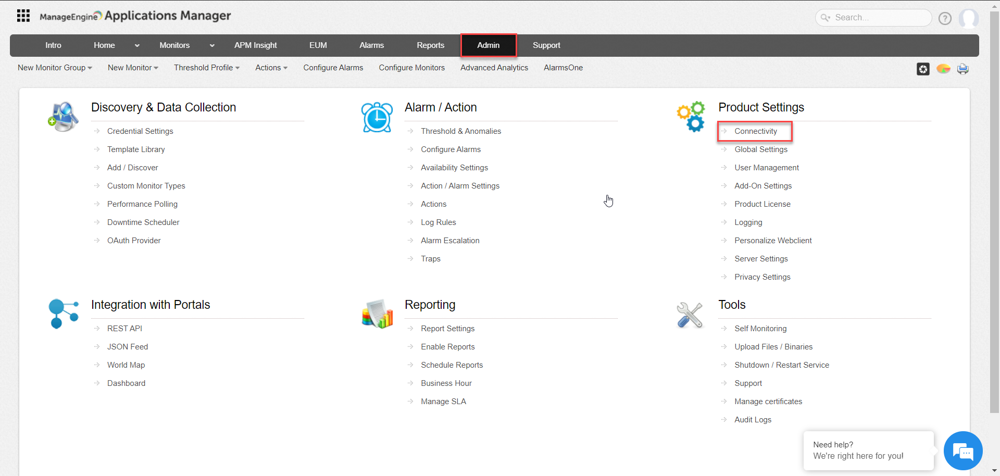 ManageEngine Applications Manager
Search...
?
Intro Home Monitors APM Insight EUM Alarms Reports Admin Support
New Monitor Group New Monitor Threshold Profile Actions Configure Alarms Configure Monitors Advanced Analytics AlarmsOne
Discovery & Data Collection
Credential Settings
Template Library
Add / Discover
Custom Monitor Types
Performance Polling
Downtime Scheduler
OAuth Provider
Alarm / Action
Threshold & Anomalies
Configure Alarms
Availability Settings
Action / Alarm Settings
Actions
Log Rules
Alarm Escalation
Traps
Product Settings
Connectivity
Global Settings
User Management
Add-On Settings
Product License
Logging
Personalize Webclient
Server Settings
Privacy Settings
Integration with Portals
REST API
JSON Feed
World Map
Dashboard
Reporting
Report Settings
Enable Reports
Schedule Reports
Business Hour
Manage SLA
Tools
Self Monitoring
Upload Files / Binaries
Shutdown / Restart Service
Support
Manage certificates
Audit Logs
Need help?
We're right here for you!